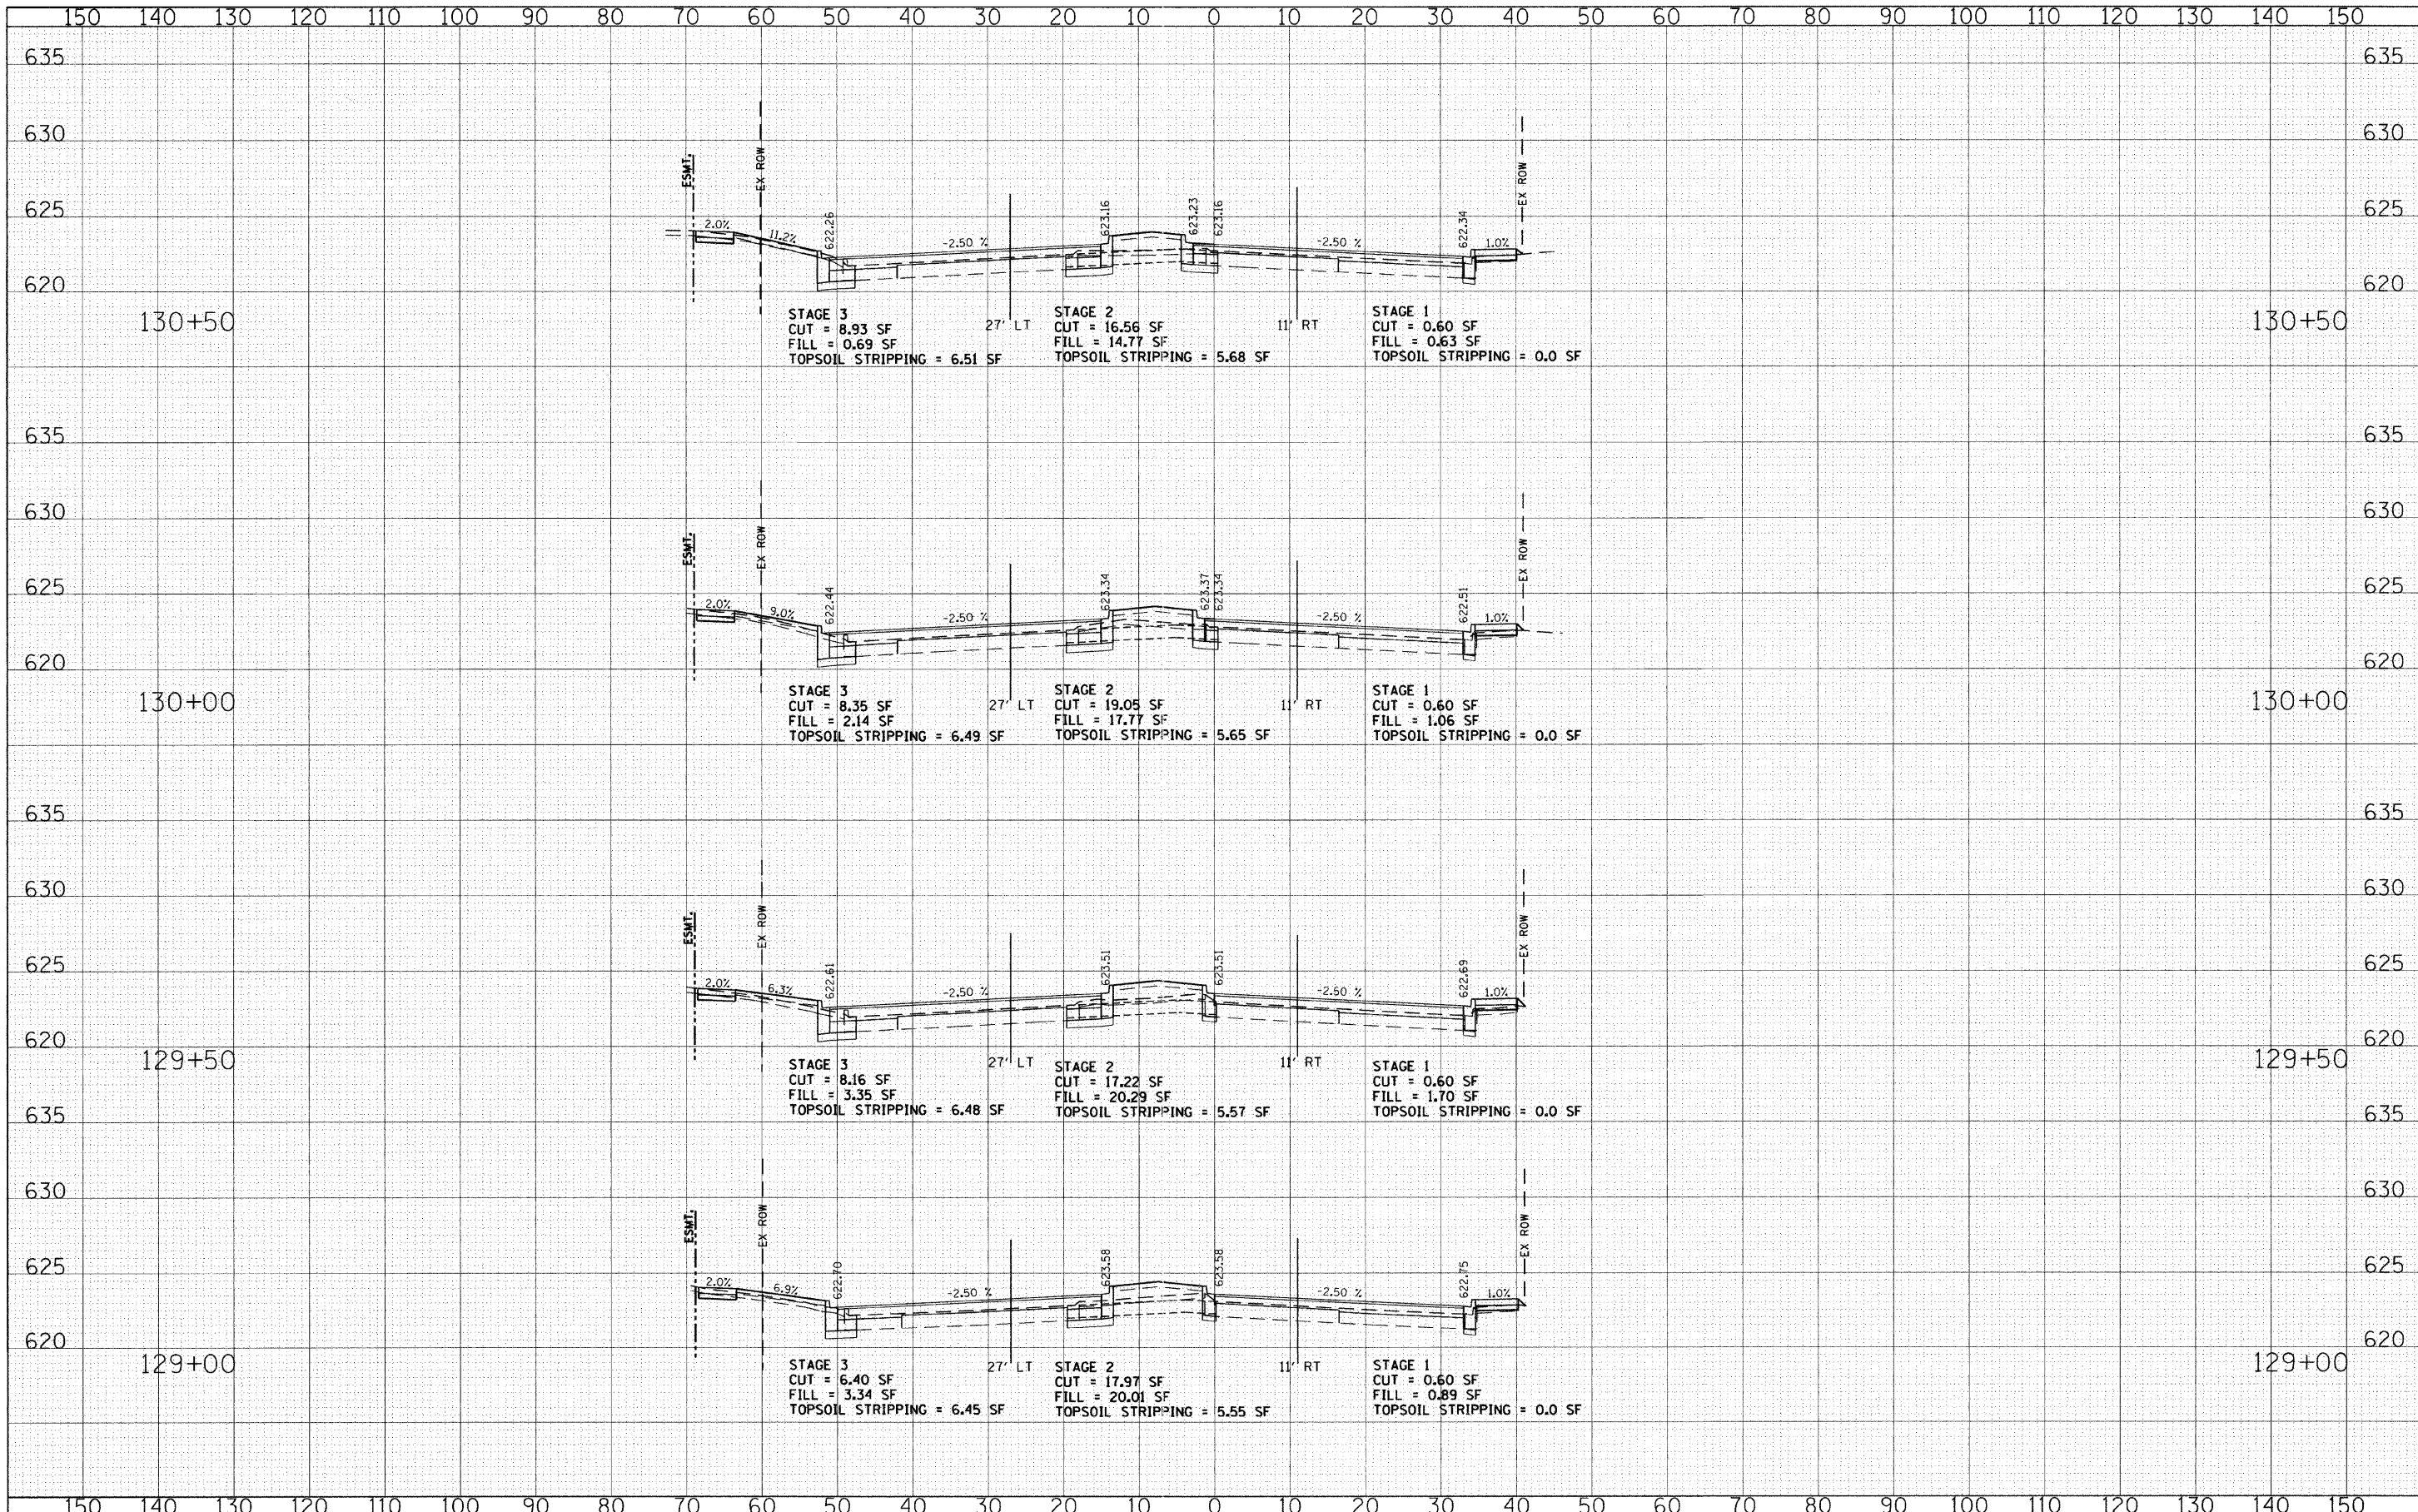 150 140 130 120 110 100 90 80 70 60 50 40 30 20 10 0 10 20 30 40 50 60 70 80 90 100 110 120 130 140 150
635 635
630 630
ESMT. EX ROW EX ROW
625 625
2.0% 11.2% 622.26 -2.50 % 623.16 623.23 623.16 -2.50 % 622.34 1.0%
620 620
130+50 130+50
27' LT 11' RT
STAGE 3
CUT = 8.93 SF
FILL = 0.69 SF
TOPSOIL STRIPPING = 6.51 SF
STAGE 2
CUT = 16.56 SF
FILL = 14.77 SF
TOPSOIL STRIPPING = 5.68 SF
STAGE 1
CUT = 0.60 SF
FILL = 0.63 SF
TOPSOIL STRIPPING = 0.0 SF
635 635
630 630
ESMT. EX ROW EX ROW
625 625
2.0% 9.0% 622.44 -2.50 % 623.34 623.37 623.34 -2.50 % 622.51 1.0%
620 620
130+00 130+00
27' LT 11' RT
STAGE 3
CUT = 8.35 SF
FILL = 2.14 SF
TOPSOIL STRIPPING = 6.49 SF
STAGE 2
CUT = 19.05 SF
FILL = 17.77 SF
TOPSOIL STRIPPING = 5.65 SF
STAGE 1
CUT = 0.60 SF
FILL = 1.06 SF
TOPSOIL STRIPPING = 0.0 SF
635 635
630 630
ESMT. EX ROW EX ROW
625 625
2.0% 6.3% 622.61 -2.50 % 623.51 623.51 -2.50 % 622.69 1.0%
620 620
129+50 129+50
27' LT 11' RT
STAGE 3
CUT = 8.16 SF
FILL = 3.35 SF
TOPSOIL STRIPPING = 6.48 SF
STAGE 2
CUT = 17.22 SF
FILL = 20.29 SF
TOPSOIL STRIPPING = 5.57 SF
STAGE 1
CUT = 0.60 SF
FILL = 1.70 SF
TOPSOIL STRIPPING = 0.0 SF
635 635
630 630
ESMT. EX ROW EX ROW
625 625
2.0% 6.9% 622.70 -2.50 % 623.58 623.58 -2.50 % 622.75 1.0%
620 620
129+00 129+00
27' LT 11' RT
STAGE 3
CUT = 6.40 SF
FILL = 3.34 SF
TOPSOIL STRIPPING = 6.45 SF
STAGE 2
CUT = 17.97 SF
FILL = 20.01 SF
TOPSOIL STRIPPING = 5.55 SF
STAGE 1
CUT = 0.60 SF
FILL = 0.89 SF
TOPSOIL STRIPPING = 0.0 SF
150 140 130 120 110 100 90 80 70 60 50 40 30 20 10 0 10 20 30 40 50 60 70 80 90 100 110 120 130 140 150